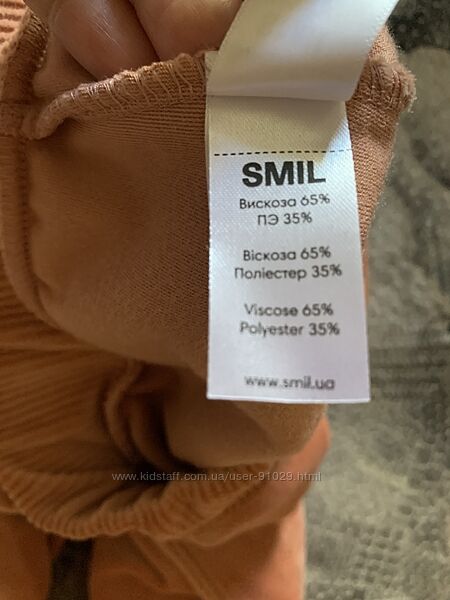 SMIL
Вискоза 65%
ПЭ 35%
Віскоза 65%
Поліестер 35%
Viscose 65%
Polyester 35%
www.smil.ua
www.kidstaff.com.ua/user-91029.html